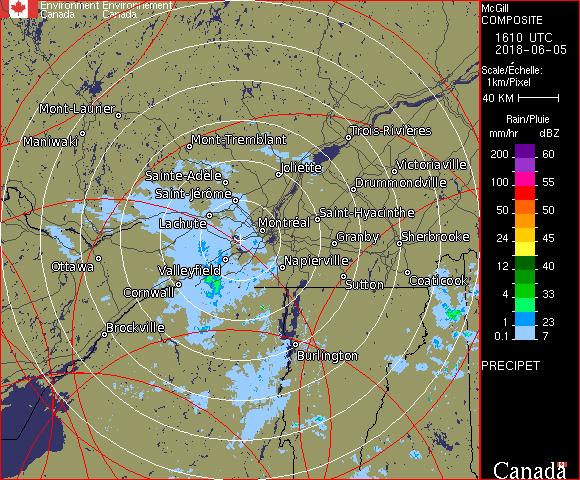 Environment Environnement
Canada Canada
Mont-Laurier
Maniwaki
Mont-Tremblant
Trois-Rivières
Joliette
Victoriaville
Sainte-Adèle
Drummondville
Saint-Jérôme
Saint-Hyacinthe
Lachute
Montréal
Granby
Sherbrooke
Ottawa
Valleyfield
Napierville
Cornwall
Sutton
Coaticook
Brockville
Burlington
McGill
COMPOSITE
1610 UTC
2018-06-05
Scale/Échelle:
1km/Pixel
40 KM
Rain/Pluie
mm/hr dBZ
200 60
150 57
100 55
50 50
24 45
12 40
4 33
1 23
0.1 7
PRECIPET
Canada